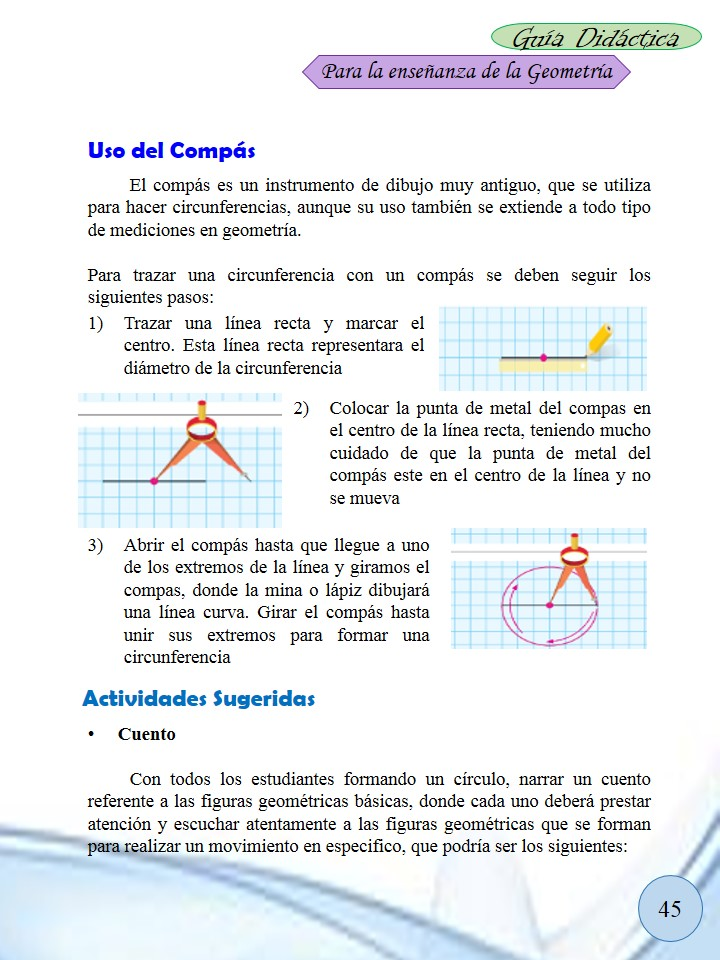 Guía Didáctica
Para la enseñanza de la Geometría
Uso del Compás
El compás es un instrumento de dibujo muy antiguo, que se utiliza
para hacer circunferencias, aunque su uso también se extiende a todo tipo
de mediciones en geometría.
Para trazar una circunferencia con un compás se deben seguir los
siguientes pasos:
1) Trazar una línea recta y marcar el
centro. Esta línea recta representara el
diámetro de la circunferencia
2) Colocar la punta de metal del compas en
el centro de la línea recta, teniendo mucho
cuidado de que la punta de metal del
compás este en el centro de la línea y no
se mueva
3) Abrir el compás hasta que llegue a uno
de los extremos de la línea y giramos el
compas, donde la mina o lápiz dibujará
una línea curva. Girar el compás hasta
unir sus extremos para formar una
circunferencia
Actividades Sugeridas
• Cuento
Con todos los estudiantes formando un círculo, narrar un cuento
referente a las figuras geométricas básicas, donde cada uno deberá prestar
atención y escuchar atentamente a las figuras geométricas que se forman
para realizar un movimiento en especifico, que podría ser los siguientes:
45